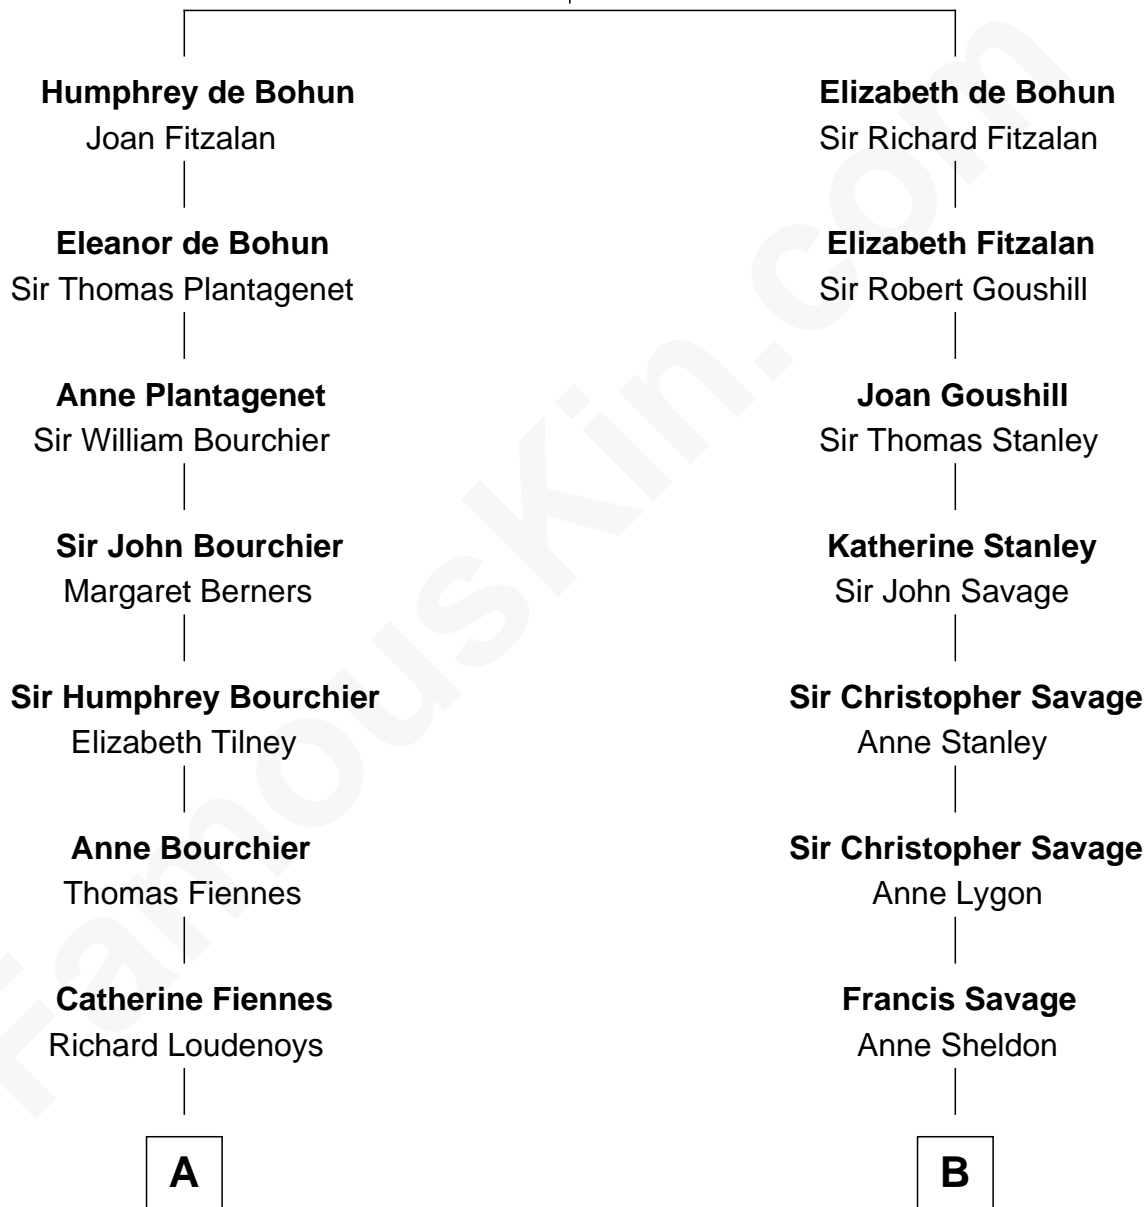 Humphrey de Bohun
Joan Fitzalan
Eleanor de Bohun
Sir Thomas Plantagenet
Anne Plantagenet
Sir William Bourchier
Sir John Bourchier
Margaret Berners
Sir Humphrey Bourchier
Elizabeth Tilney
Anne Bourchier
Thomas Fiennes
Catherine Fiennes
Richard Loudenoys
A
Elizabeth de Bohun
Sir Richard Fitzalan
Elizabeth Fitzalan
Sir Robert Goushill
Joan Goushill
Sir Thomas Stanley
Katherine Stanley
Sir John Savage
Sir Christopher Savage
Anne Stanley
Sir Christopher Savage
Anne Lygon
Francis Savage
Anne Sheldon
B
FamousKin.com